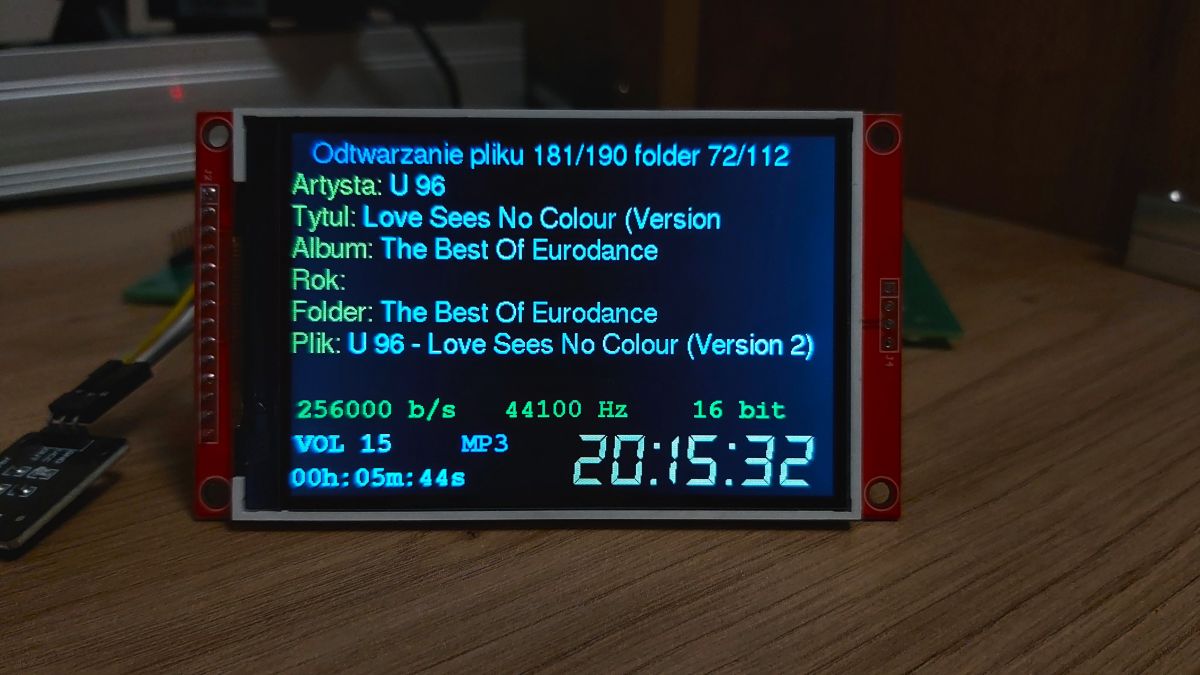 Odtwarzanie pliku 181/190 folder 72/112
Artysta: U 96
Tytul: Love Sees No Colour (Version
Album: The Best Of Eurodance
Rok:
Folder: The Best Of Eurodance
Plik: U 96 - Love Sees No Colour (Version 2)
256000 b/s 44100 Hz 16 bit
VOL 15 MP3 20:15:32
00h:05m:44s
J4